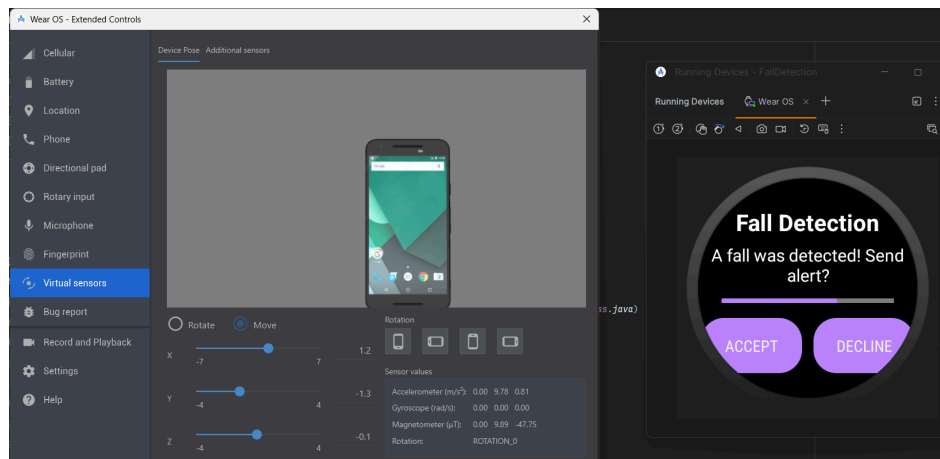 Wear OS - Extended Controls
Cellular
Battery
Location
Phone
Directional pad
Rotary input
Microphone
Fingerprint
Virtual sensors
Bug report
Record and Playback
Settings
Help
Device Pose Additional sensors
Rotate Move
X -7 7 1.2
Y -4 4 -1.3
Z -4 4 -0.1
Rotation
Sensor values
Accelerometer (m/s²): 0.00 9.78 0.81
Gyroscope (rad/s): 0.00 0.00 0.00
Magnetometer (μT): 0.00 9.89 -47.75
Rotation: ROTATION_0
ss.java)
Running Devices - FallDetection
Running Devices Wear OS
Fall Detection
A fall was detected! Send
alert?
ACCEPT DECLINE